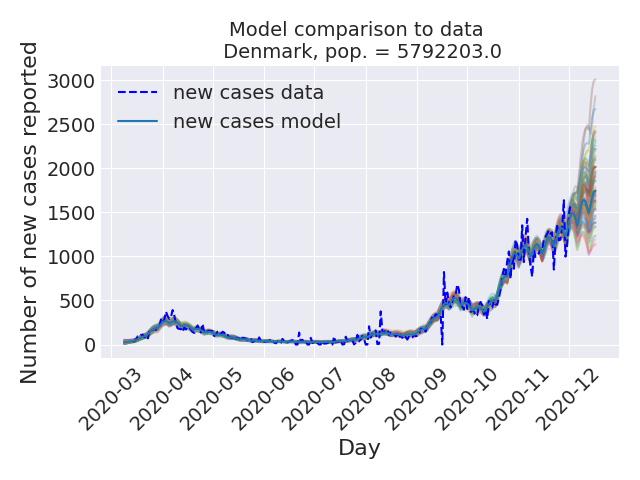 Model comparison to data
Denmark, pop. = 5792203.0
Number of new cases reported
3000
2500
2000
1500
1000
500
0
new cases data
new cases model
2020-03
2020-04
2020-05
2020-06
2020-07
2020-08
2020-09
2020-10
2020-11
2020-12
Day